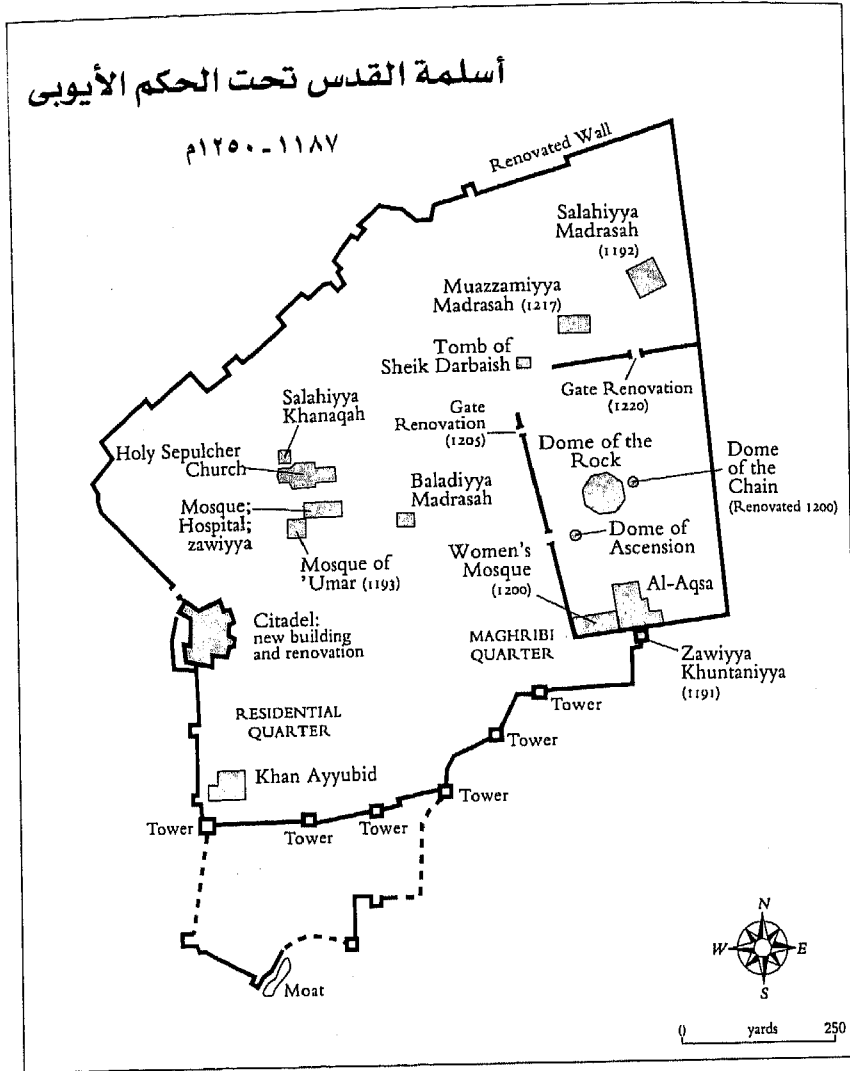 أسلمة القدس تحت الحكم الأيوبى
١١٨٧ - ١٢٥٠م
Renovated Wall
Salahiyya
Madrasah
(1192)
Muazzamiyya
Madrasah (1217)
Tomb of
Sheik Darbaish
Gate Renovation
(1220)
Salahiyya
Khanaqah
Gate
Renovation
(1205)
Holy Sepulcher
Church
Dome of the
Rock
Dome
of the
Chain
(Renovated 1200)
Baladiyya
Madrasah
Mosque;
Hospital;
zawiyya
Dome of
Ascension
Mosque of
'Umar (1193)
Women's
Mosque
(1200)
Al-Aqsa
Citadel:
new building
and renovation
MAGHRIBI
QUARTER
Zawiyya
Khuntaniyya
(1191)
Tower
RESIDENTIAL
QUARTER
Tower
Khan Ayyubid
Tower
Tower
Tower
Tower
Moat
N
W
E
S
0 yards 250